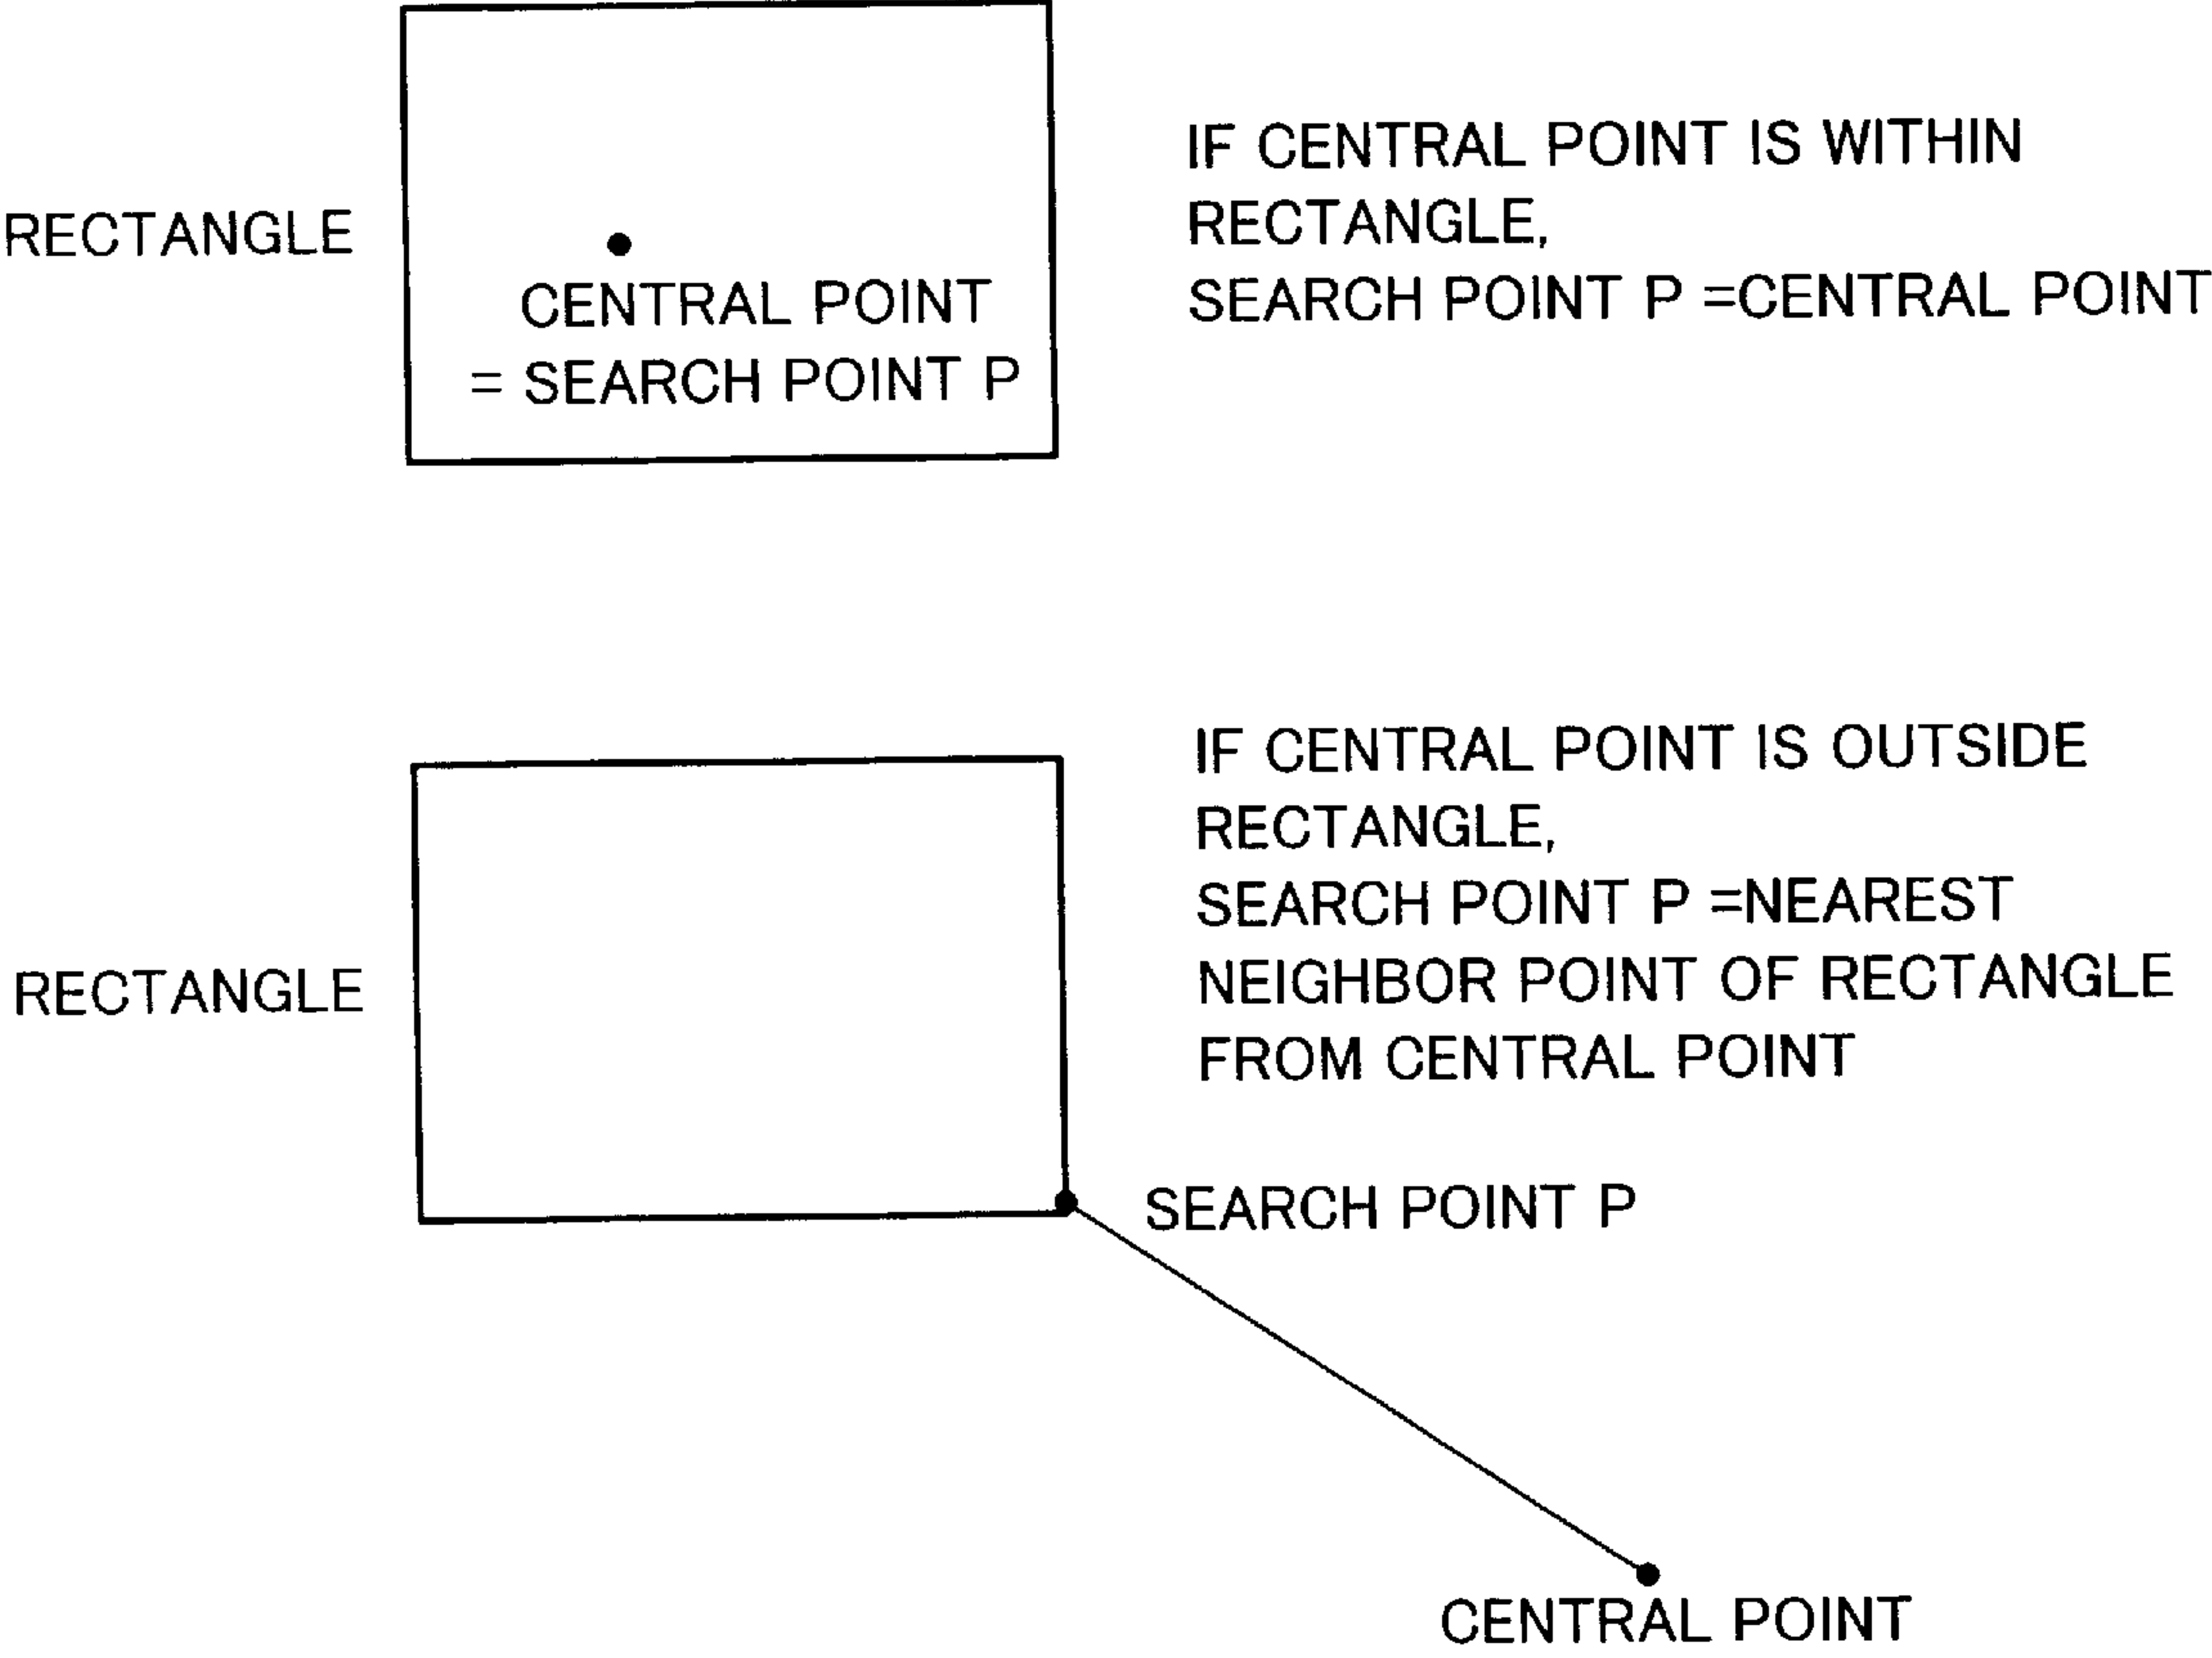 RECTANGLE
CENTRAL POINT
= SEARCH POINT P
IF CENTRAL POINT IS WITHIN
RECTANGLE,
SEARCH POINT P =CENTRAL POINT
RECTANGLE
IF CENTRAL POINT IS OUTSIDE
RECTANGLE,
SEARCH POINT P =NEAREST
NEIGHBOR POINT OF RECTANGLE
FROM CENTRAL POINT
SEARCH POINT P
CENTRAL POINT